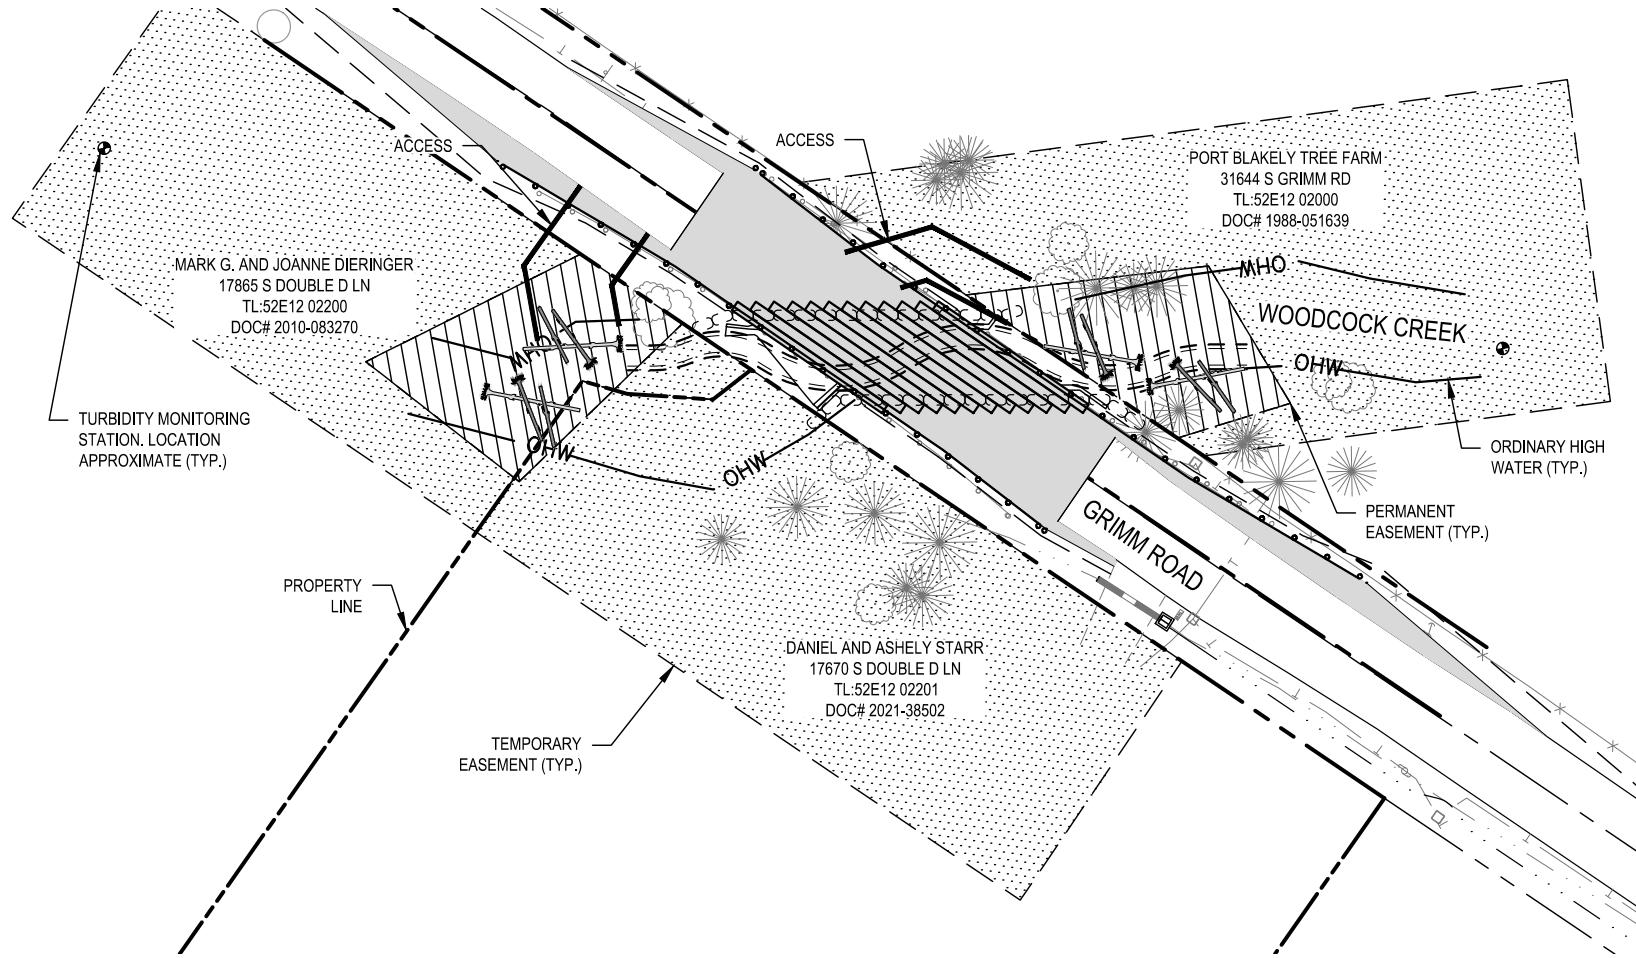 ACCESS
ACCESS
PORT BLAKELY TREE FARM
31644 S GRIMM RD
TL:52E12 02000
DOC# 1988-051639
MARK G. AND JOANNE DIERINGER
17865 S DOUBLE D LN
TL:52E12 02200
DOC# 2010-083270
OHW
WOODCOCK CREEK
OHW
OHW
OHW
OHW
TURBIDITY MONITORING
STATION. LOCATION
APPROXIMATE (TYP.)
ORDINARY HIGH
WATER (TYP.)
PERMANENT
EASEMENT (TYP.)
GRIMM ROAD
PROPERTY
LINE
DANIEL AND ASHELY STARR
17670 S DOUBLE D LN
TL:52E12 02201
DOC# 2021-38502
TEMPORARY
EASEMENT (TYP.)